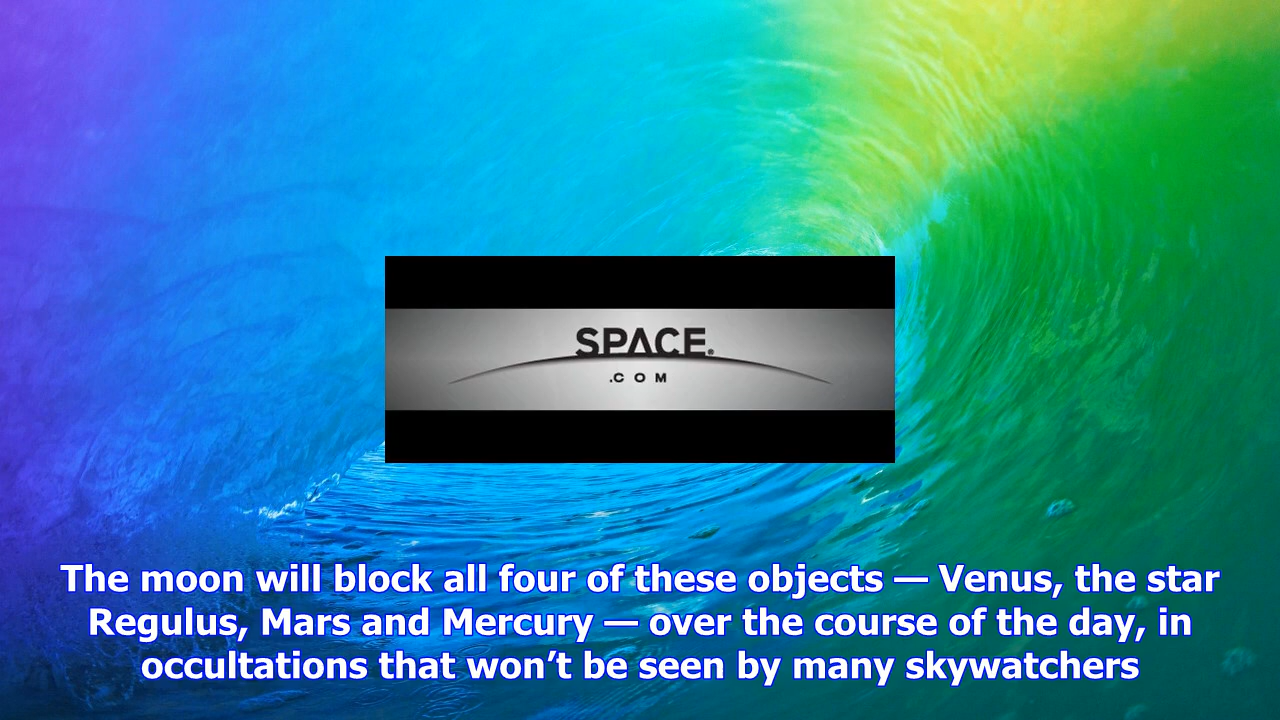 SPACE®
.COM
The moon will block all four of these objects — Venus, the star
Regulus, Mars and Mercury — over the course of the day, in
occultations that won’t be seen by many skywatchers